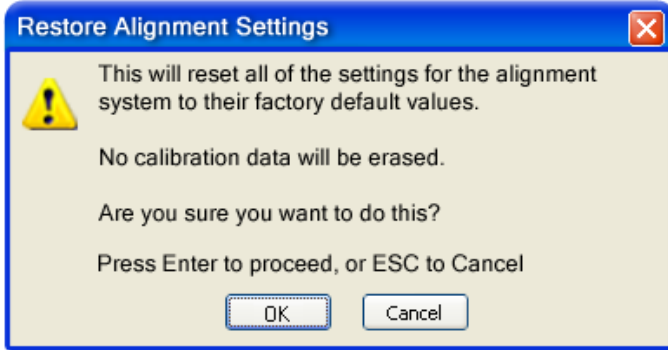 Restore Alignment Settings
This will reset all of the settings for the alignment
system to their factory default values.
No calibration data will be erased.
Are you sure you want to do this?
Press Enter to proceed, or ESC to Cancel
OK
Cancel